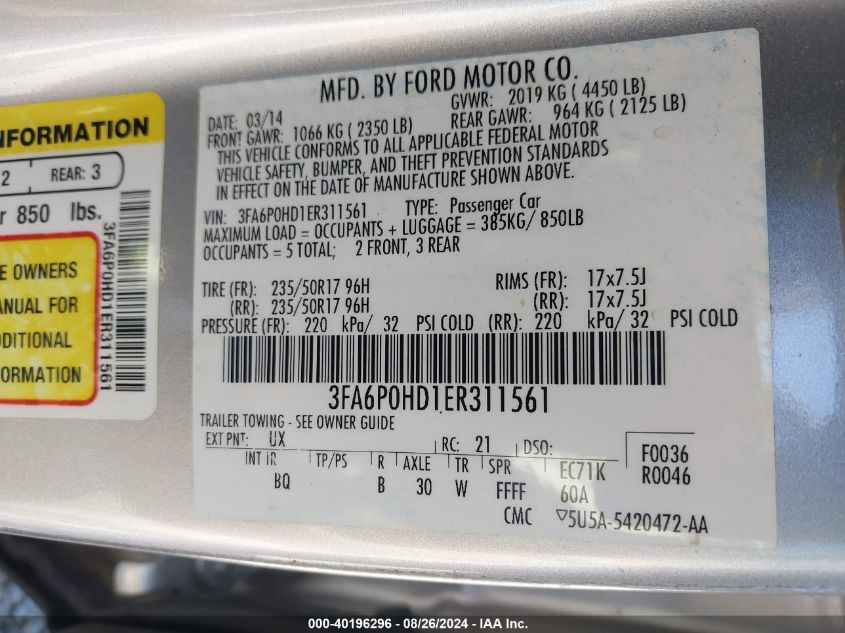 MFD. BY FORD MOTOR CO.
DATE: 03/14 GVWR: 2019 KG ( 4450 LB)
FRONT GAWR: 1066 KG ( 2350 LB) REAR GAWR: 964 KG ( 2125 LB)
THIS VEHICLE CONFORMS TO ALL APPLICABLE FEDERAL MOTOR
VEHICLE SAFETY, BUMPER, AND THEFT PREVENTION STANDARDS
IN EFFECT ON THE DATE OF MANUFACTURE SHOWN ABOVE.
VIN: 3FA6P0HD1ER311561 TYPE: Passenger Car
MAXIMUM LOAD = OCCUPANTS + LUGGAGE = 385KG/ 850LB
OCCUPANTS = 5 TOTAL; 2 FRONT, 3 REAR
TIRE (FR): 235/50R17 96H RIMS (FR): 17x7.5J
(RR): 235/50R17 96H (RR): 17x7.5J
PRESSURE (FR): 220 kPa/ 32 PSI COLD (RR): 220 kPa/ 32 PSI COLD
3FA6P0HD1ER311561
TRAILER TOWING - SEE OWNER GUIDE
EXT PNT: UX RC: 21 DSO: F0036
INT TR TP/PS R AXLE TR SPR EC71K R0046
BQ B 30 W FFFF 60A
CMC ▽5U5A-5420472-AA
NFORMATION
2 REAR: 3
r 850 lbs.
E OWNERS
ANUAL FOR
DDITIONAL
FORMATION
3FA6P0HD1ER311561
000-40196296 - 08/26/2024 - IAA Inc.